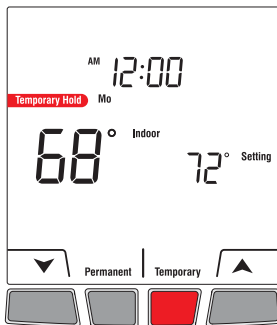 AM 12:00
Temporary Hold Mo
68° Indoor
72° Setting
Permanent Temporary